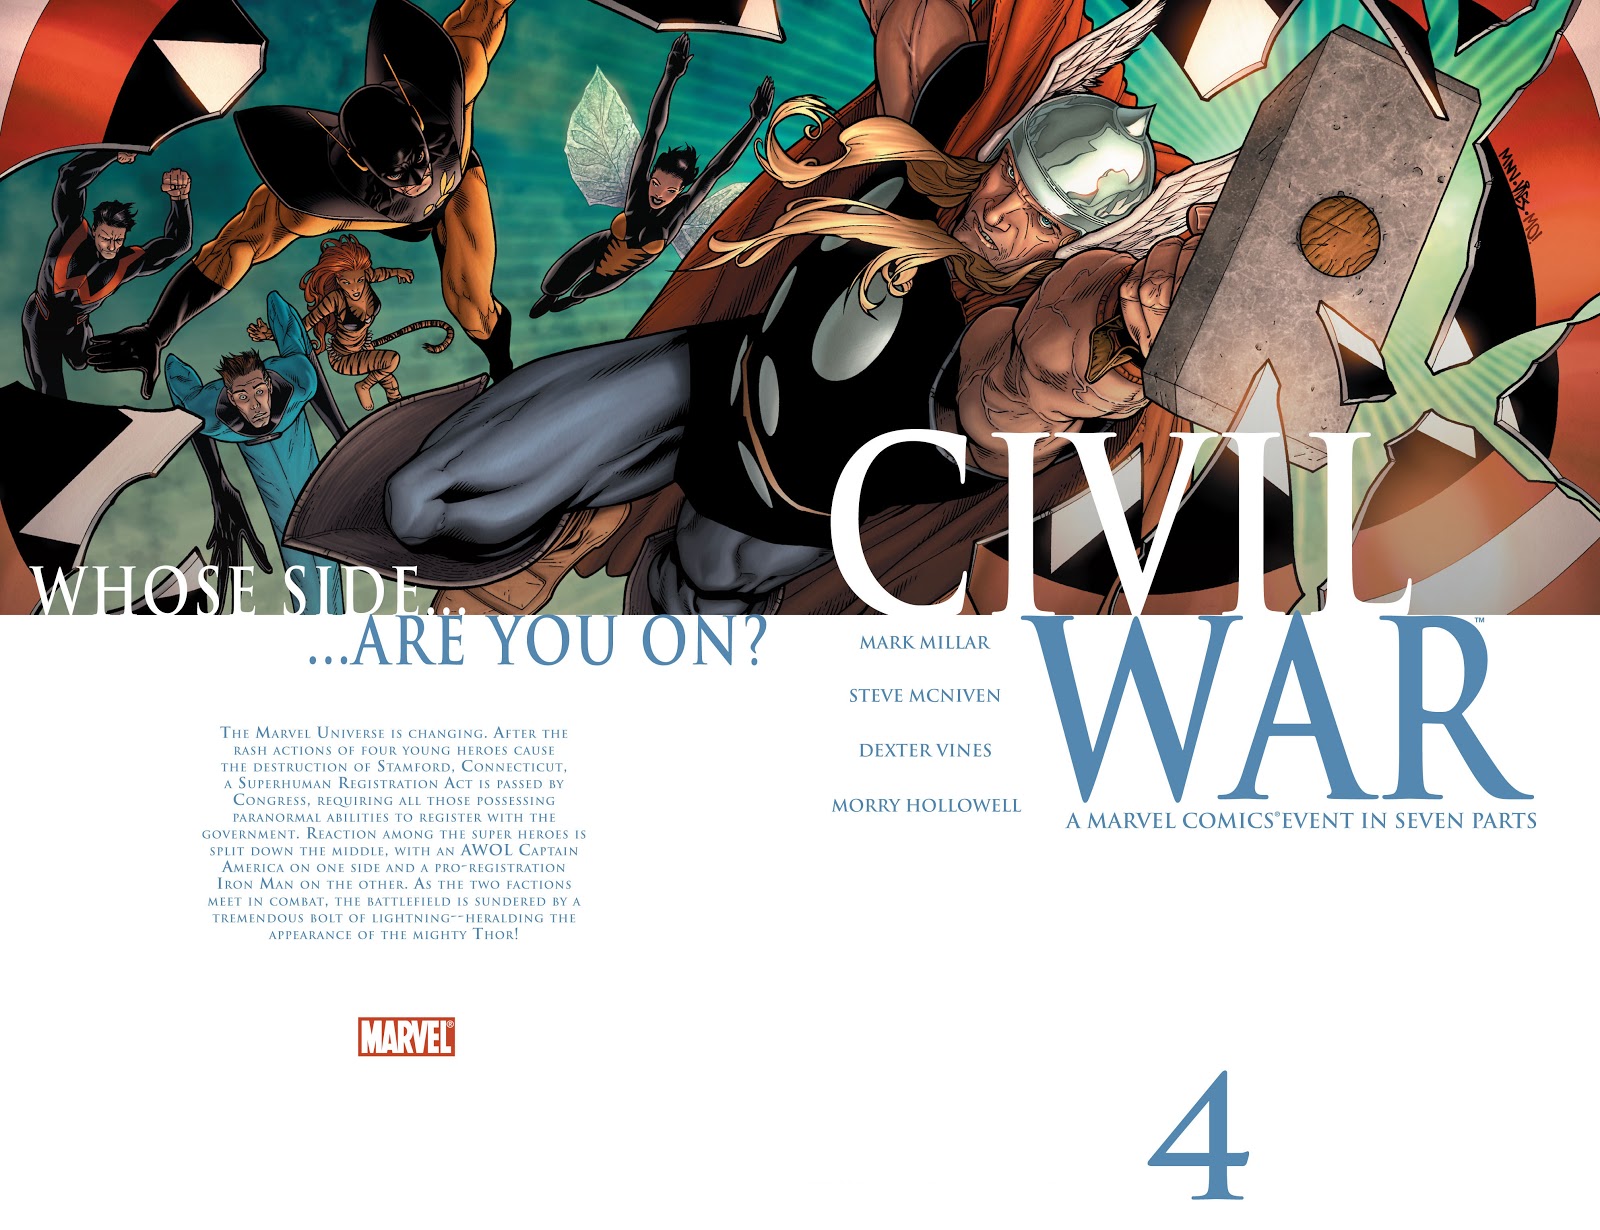 WHOSE SIDE...
...ARE YOU ON?
THE MARVEL UNIVERSE IS CHANGING. AFTER THE
RASH ACTIONS OF FOUR YOUNG HEROES CAUSE
THE DESTRUCTION OF STAMFORD, CONNECTICUT,
A SUPERHUMAN REGISTRATION ACT IS PASSED BY
CONGRESS, REQUIRING ALL THOSE POSSESSING
PARANORMAL ABILITIES TO REGISTER WITH THE
GOVERNMENT. REACTION AMONG THE SUPER HEROES IS
SPLIT DOWN THE MIDDLE, WITH AN AWOL CAPTAIN
AMERICA ON ONE SIDE AND A PRO-REGISTRATION
IRON MAN ON THE OTHER. AS THE TWO FACTIONS
MEET IN COMBAT, THE BATTLEFIELD IS SUNDERED BY A
TREMENDOUS BOLT OF LIGHTNING--HERALDING THE
APPEARANCE OF THE MIGHTY THOR!
MARVEL®
CIVIL
WAR™
MARK MILLAR
STEVE MCNIVEN
DEXTER VINES
MORRY HOLLOWELL
A MARVEL COMICS® EVENT IN SEVEN PARTS
4